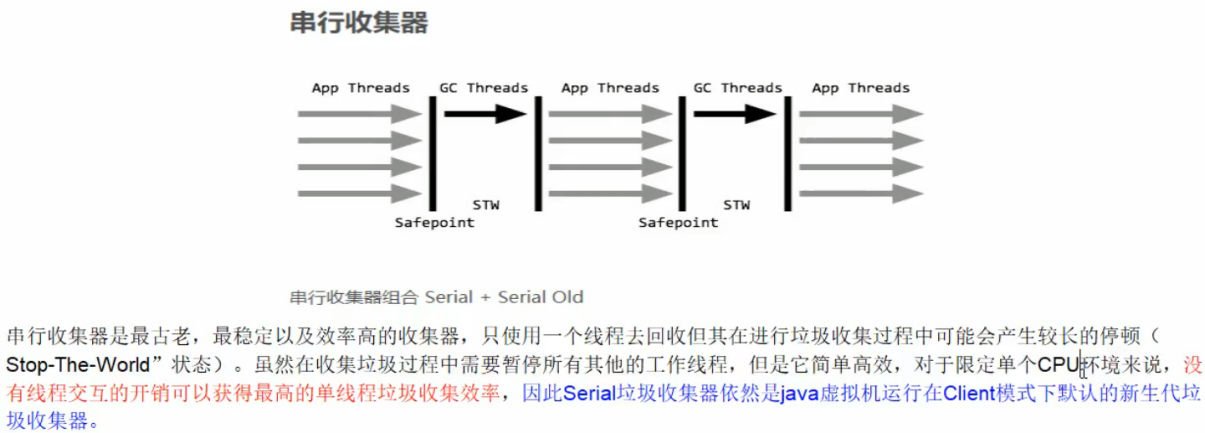 串行收集器
App Threads GC Threads App Threads GC Threads App Threads
STW STW
Safepoint Safepoint
串行收集器组合 Serial + Serial Old
串行收集器是最古老，最稳定以及效率高的收集器，只使用一个线程去回收但其在进行垃圾收集过程中可能会产生较长的停顿（
Stop-The-World”状态）。虽然在收集垃圾过程中需要暂停所有其他的工作线程，但是它简单高效，对于限定单个CPU环境来说，没
有线程交互的开销可以获得最高的单线程垃圾收集效率，因此Serial垃圾收集器依然是java虚拟机运行在Client模式下默认的新生代垃
圾收集器。